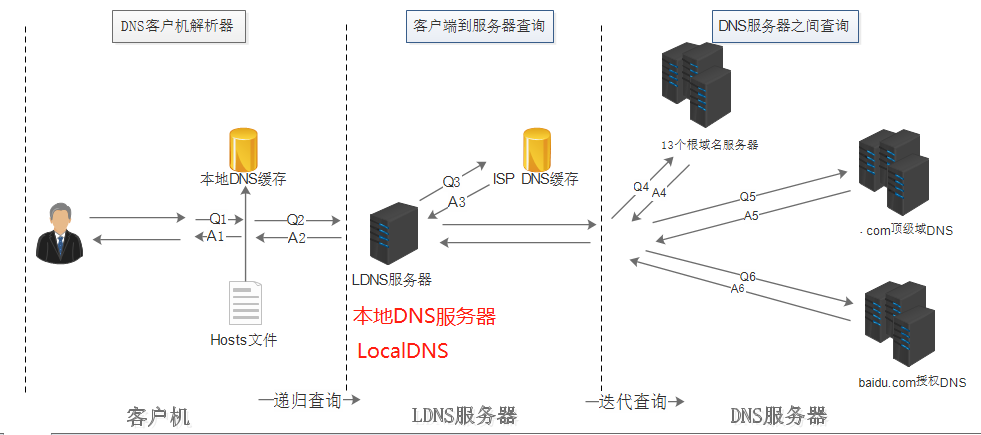 DNS客户机解析器
客户端到服务器查询
DNS服务器之间查询
13个根域名服务器
本地DNS缓存
ISP DNS缓存
Q1
A1
Q2
A2
Q3
A3
Q4
A4
Q5
A5
Q6
A6
.com顶级域DNS
LDNS服务器
本地DNS服务器
LocalDNS
Hosts文件
baidu.com授权DNS
递归查询
迭代查询
客户机
LDNS服务器
DNS服务器